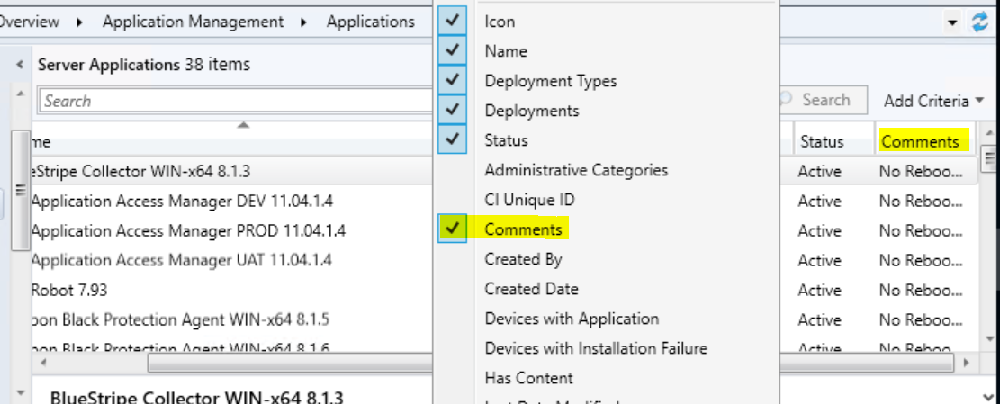 Overview ▸ Application Management ▸ Applications
Server Applications 38 items
Search
Search
Add Criteria
me
Status
Comments
eStripe Collector WIN-x64 8.1.3
Active
No Reboo...
Application Access Manager DEV 11.04.1.4
Active
No Reboo...
Application Access Manager PROD 11.04.1.4
Active
No Reboo...
Application Access Manager UAT 11.04.1.4
Active
No Reboo...
Robot 7.93
Active
No Reboo...
bon Black Protection Agent WIN-x64 8.1.5
Active
No Reboo...
bon Black Protection Agent WIN-x64 8.1.6
Active
No Reboo
BlueStripe Collector WIN-x64 8.1.3
Icon
Name
Deployment Types
Deployments
Status
Administrative Categories
CI Unique ID
Comments
Created By
Created Date
Devices with Application
Devices with Installation Failure
Has Content
Last Date Modified